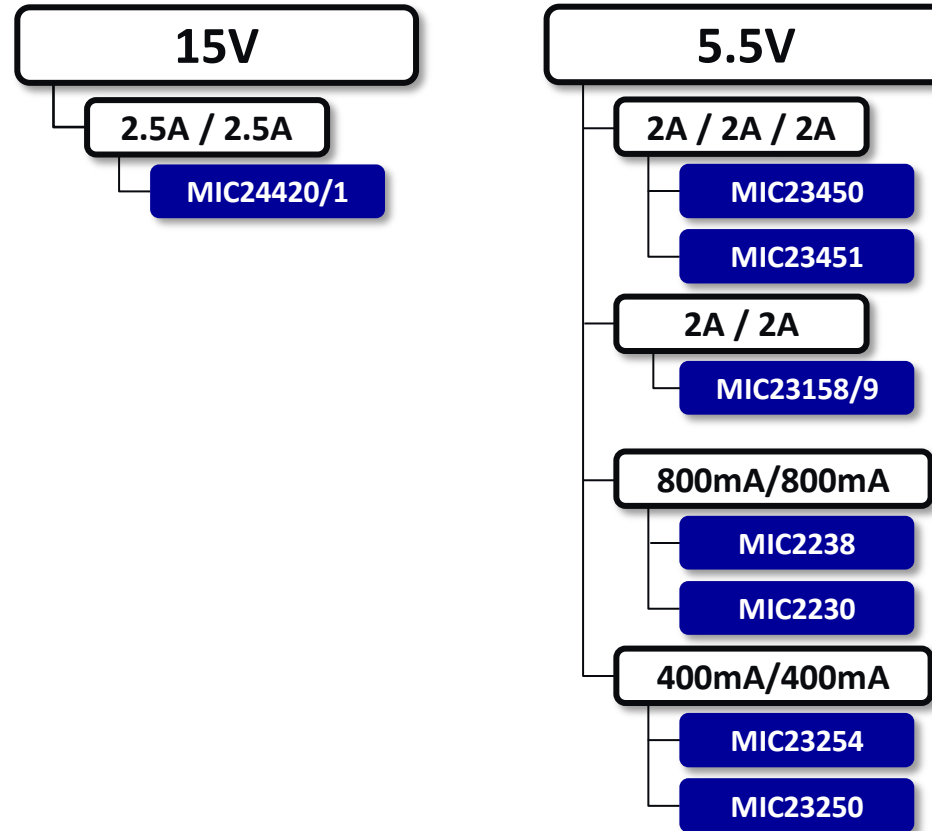 15V
2.5A / 2.5A
MIC24420/1
5.5V
2A / 2A / 2A
MIC23450
MIC23451
2A / 2A
MIC23158/9
800mA/800mA
MIC2238
MIC2230
400mA/400mA
MIC23254
MIC23250